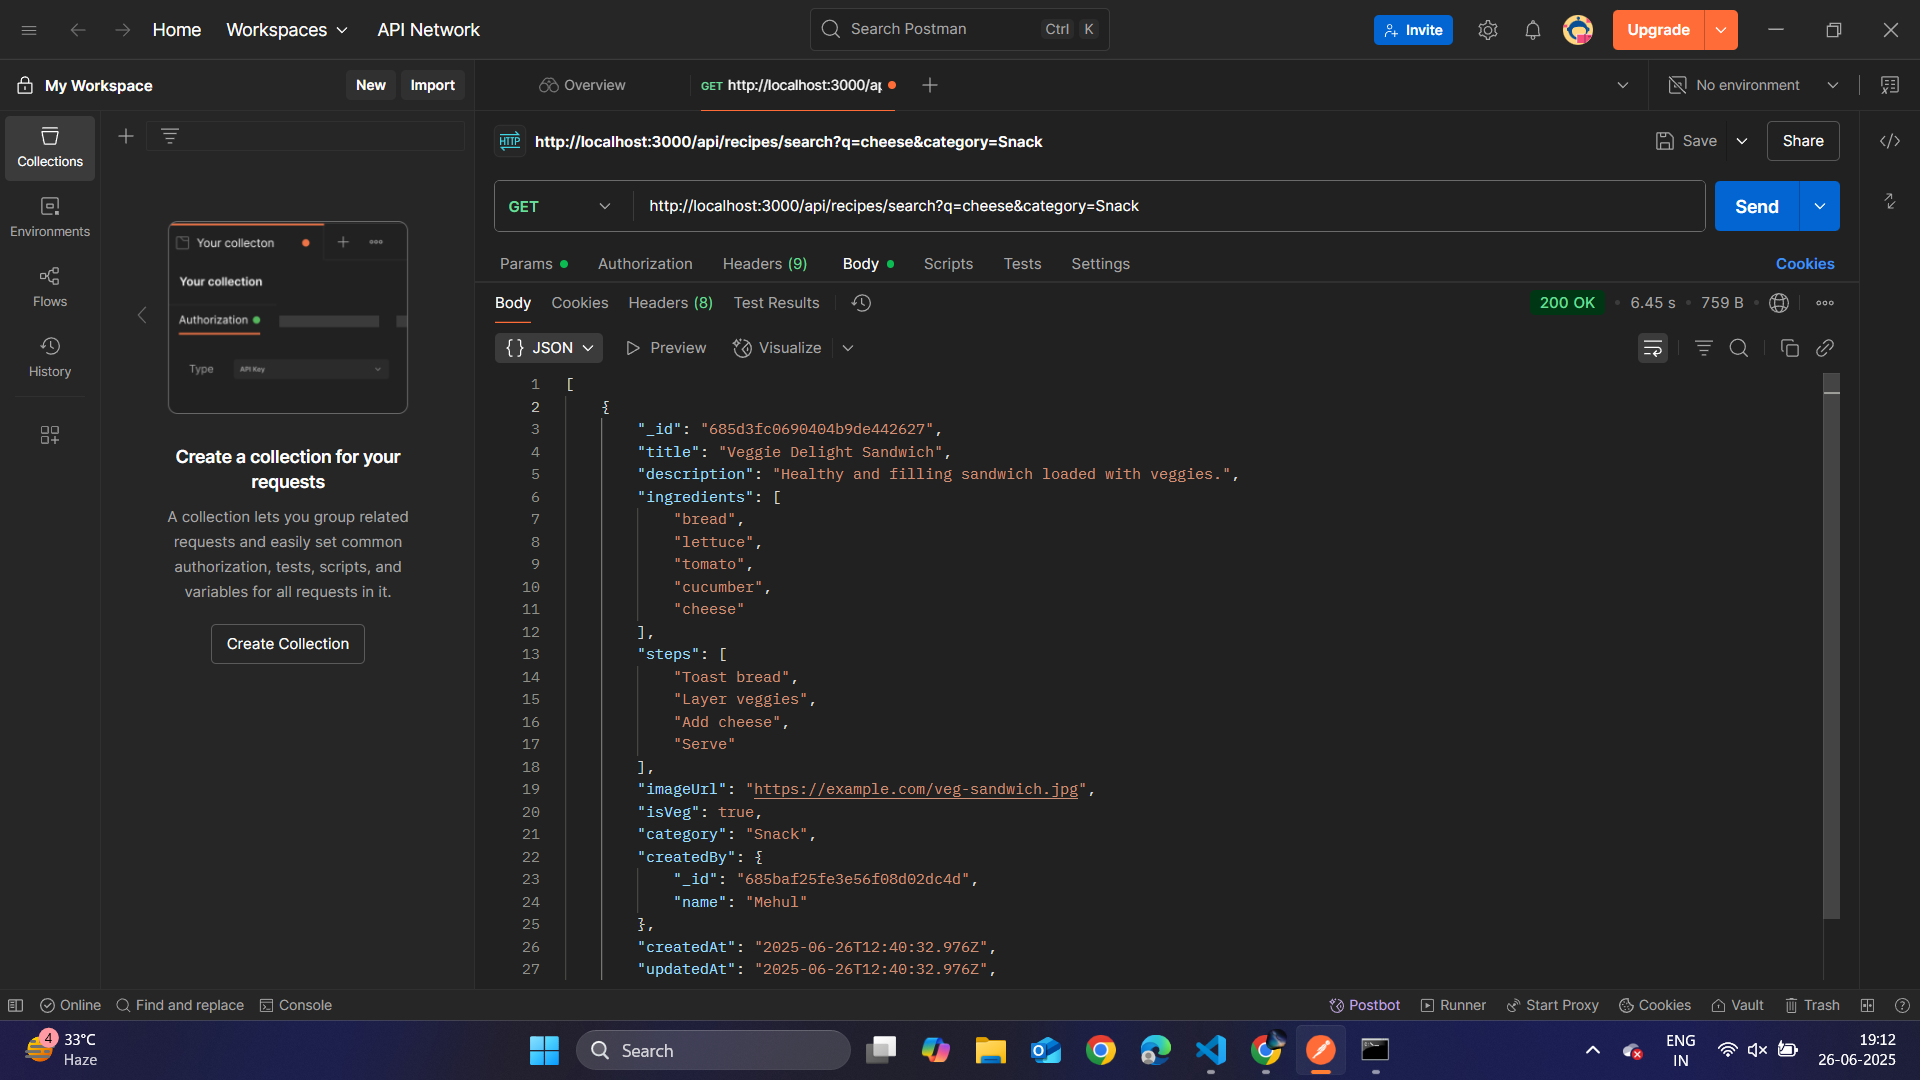 Home Workspaces API Network Search Postman Ctrl K Invite Upgrade
My Workspace New Import Overview GET http://localhost:3000/ap No environment
Collections
Environments
Flows
History
Your collecton
Your collection
Authorization
Type API Key
Create a collection for your
requests
A collection lets you group related
requests and easily set common
authorization, tests, scripts, and
variables for all requests in it.
Create Collection
HTTP http://localhost:3000/api/recipes/search?q=cheese&category=Snack Save Share
GET http://localhost:3000/api/recipes/search?q=cheese&category=Snack Send
Params Authorization Headers (9) Body Scripts Tests Settings Cookies
Body Cookies Headers (8) Test Results 200 OK 6.45 s 759 B
{} JSON Preview Visualize
1 [
2 {
3 "_id": "685d3fc0690404b9de442627",
4 "title": "Veggie Delight Sandwich",
5 "description": "Healthy and filling sandwich loaded with veggies.",
6 "ingredients": [
7 "bread",
8 "lettuce",
9 "tomato",
10 "cucumber",
11 "cheese"
12 ],
13 "steps": [
14 "Toast bread",
15 "Layer veggies",
16 "Add cheese",
17 "Serve"
18 ],
19 "imageUrl": "https://example.com/veg-sandwich.jpg",
20 "isVeg": true,
21 "category": "Snack",
22 "createdBy": {
23 "_id": "685baf25fe3e56f08d02dc4d",
24 "name": "Mehul"
25 },
26 "createdAt": "2025-06-26T12:40:32.976Z",
27 "updatedAt": "2025-06-26T12:40:32.976Z",
Online Find and replace Console Postbot Runner Start Proxy Cookies Vault Trash
4 33°C
Haze
Search
ENG
IN
19:12
26-06-2025